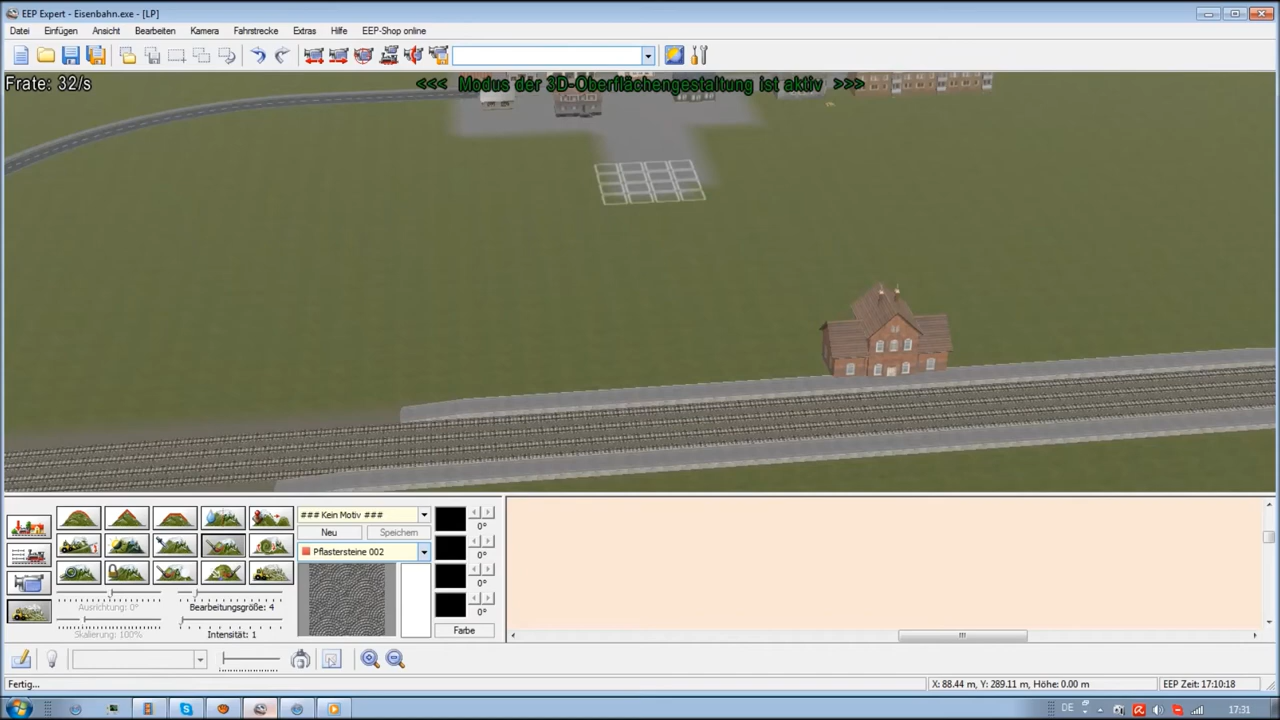 EEP Expert - Eisenbahn.exe - [LP]
Datei Einfügen Ansicht Bearbeiten Kamera Fahrstrecke Extras Hilfe EEP-Shop online
Frate: 32/s
<<< Modus der 3D-Oberflächengestaltung ist aktiv >>>
### Kein Motiv ###
0°
Neu Speichern
Pflastersteine 002
0°
0°
Ausrichtung: 0° Bearbeitungsgröße: 4
0°
Skalierung: 100% Intensität: 1
Farbe
Fertig...
X: 88.44 m, Y: 289.11 m, Höhe: 0.00 m
EEP Zeit: 17:10:18
DE
17:31